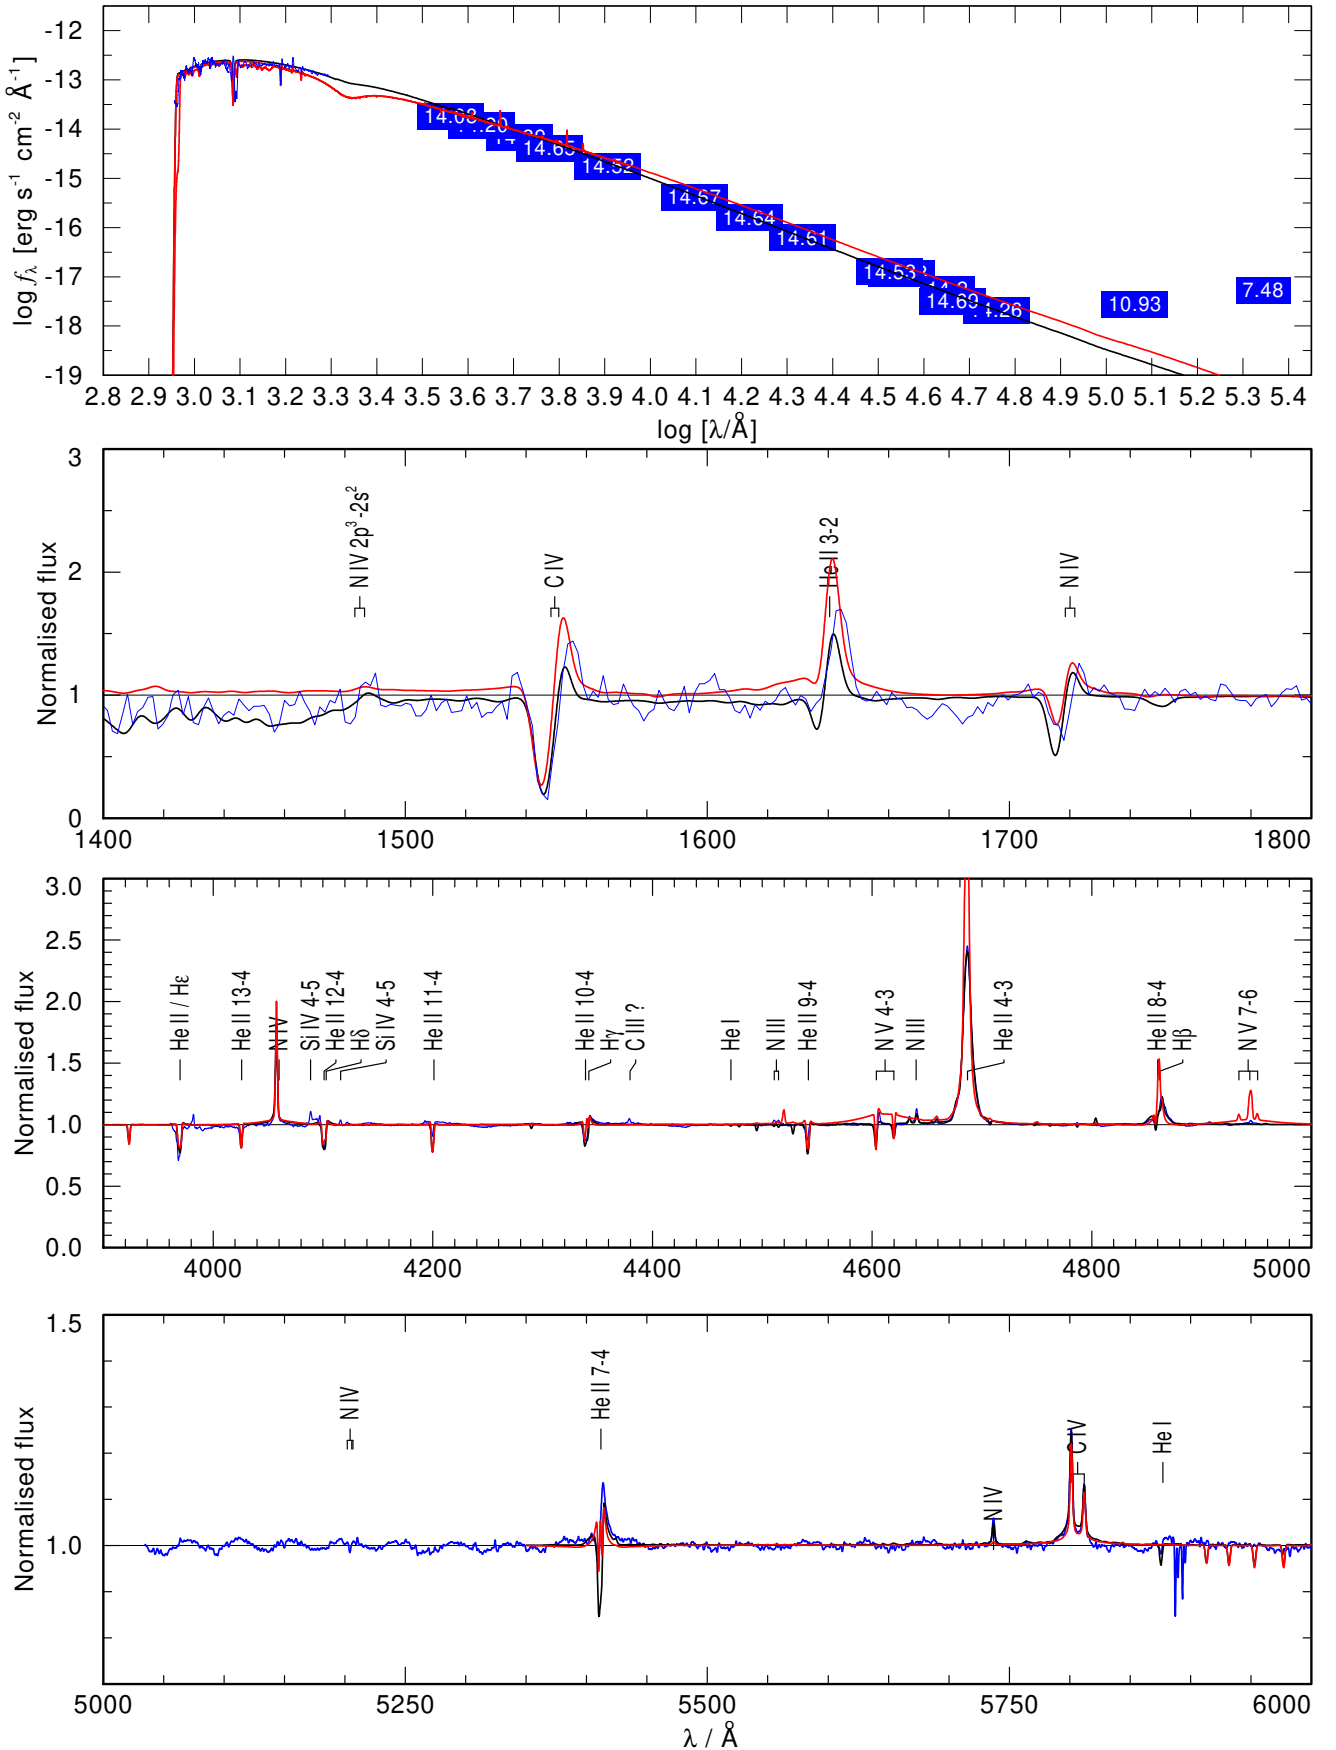 log fλ [erg s-1 cm-2 Å-1]
-12
-13
-14
-15
-16
-17
-18
-19
14.03
14.65
14.52
14.67
14.64
14.61
14.53
14.69
14.26
10.93
7.48
2.8 2.9 3.0 3.1 3.2 3.3 3.4 3.5 3.6 3.7 3.8 3.9 4.0 4.1 4.2 4.3 4.4 4.5 4.6 4.7 4.8 4.9 5.0 5.1 5.2 5.3 5.4
log [λ/Å]
Normalised flux
3
2
1
0
N IV 2p3-2s2
C IV
He II 3-2
N IV
1400 1500 1600 1700 1800
Normalised flux
3.0
2.5
2.0
1.5
1.0
0.5
0.0
He II / Hε
He II 13-4
N IV
Si IV 4-5
He II 12-4
Hδ
Si IV 4-5
He II 11-4
He II 10-4
Hγ
C III ?
He I
N III
He II 9-4
N V 4-3
N III
He II 4-3
He II 8-4
Hβ
N V 7-6
4000 4200 4400 4600 4800 5000
Normalised flux
1.5
1.0
N IV
He II 7-4
N IV
C IV
He I
5000 5250 5500 5750 6000
λ / Å